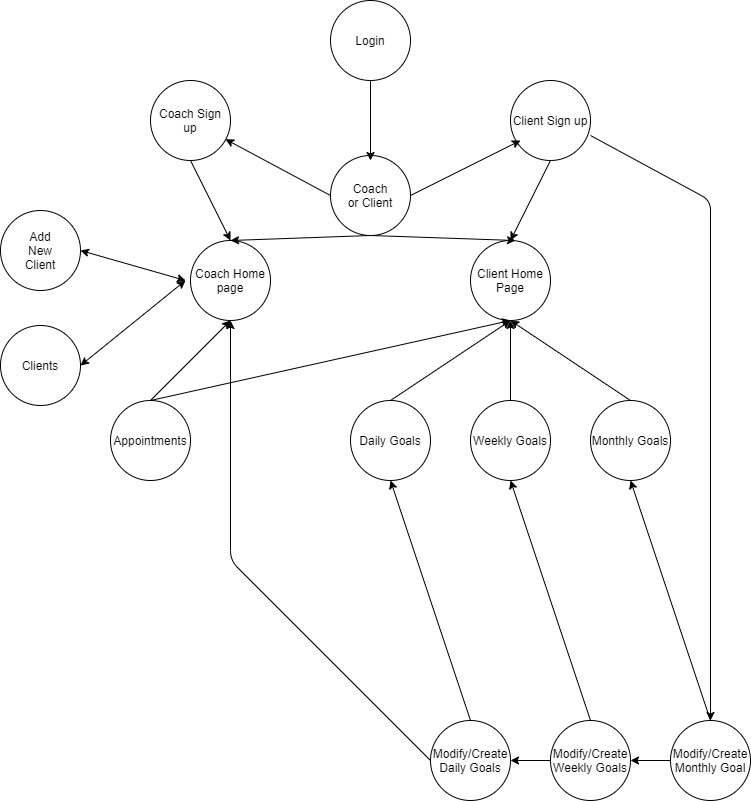 Login
Coach Sign
up
Client Sign up
Coach
or Client
Add
New
Client
Coach Home
page
Client Home
Page
Clients
Appointments
Daily Goals
Weekly Goals
Monthly Goals
Modify/Create
Daily Goals
Modify/Create
Weekly Goals
Modify/Create
Monthly Goal